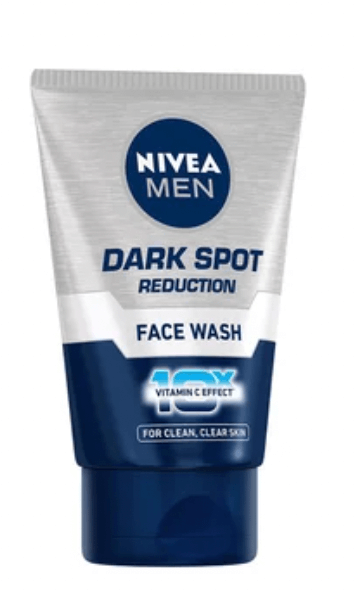 NIVEA
MEN
DARK SPOT
REDUCTION
FACE WASH
10X
VITAMIN C EFFECT
FOR CLEAN, CLEAR SKIN